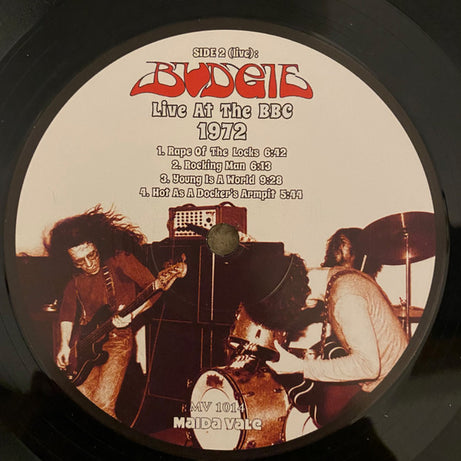 SIDE 2 (live):
BUDGIE
Live At The BBC
1972
1. Rape Of The Locks 6:42
2. Rocking Man 6:13
3. Young Is A World 9:28
4. Hot As A Docker's Armpit 5:44
MV 1014
Maida Vale